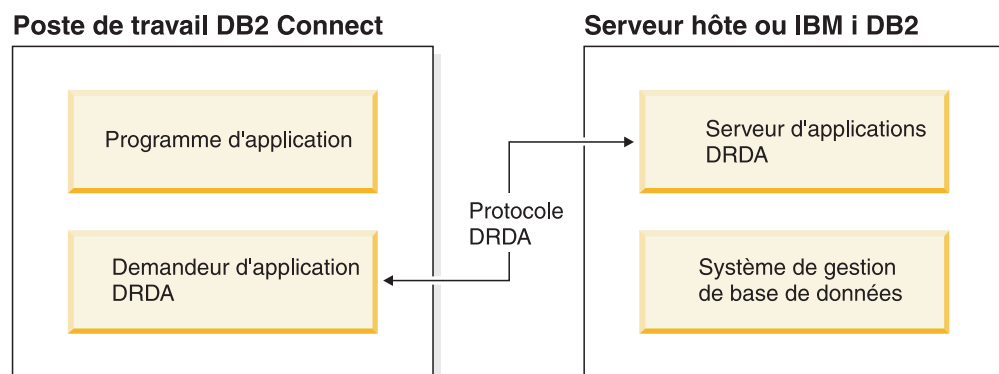 Poste de travail DB2 Connect
Programme d'application
Demandeur d'application
DRDA
Protocole
DRDA
Serveur hôte ou IBM i DB2
Serveur d'applications
DRDA
Système de gestion
de base de données